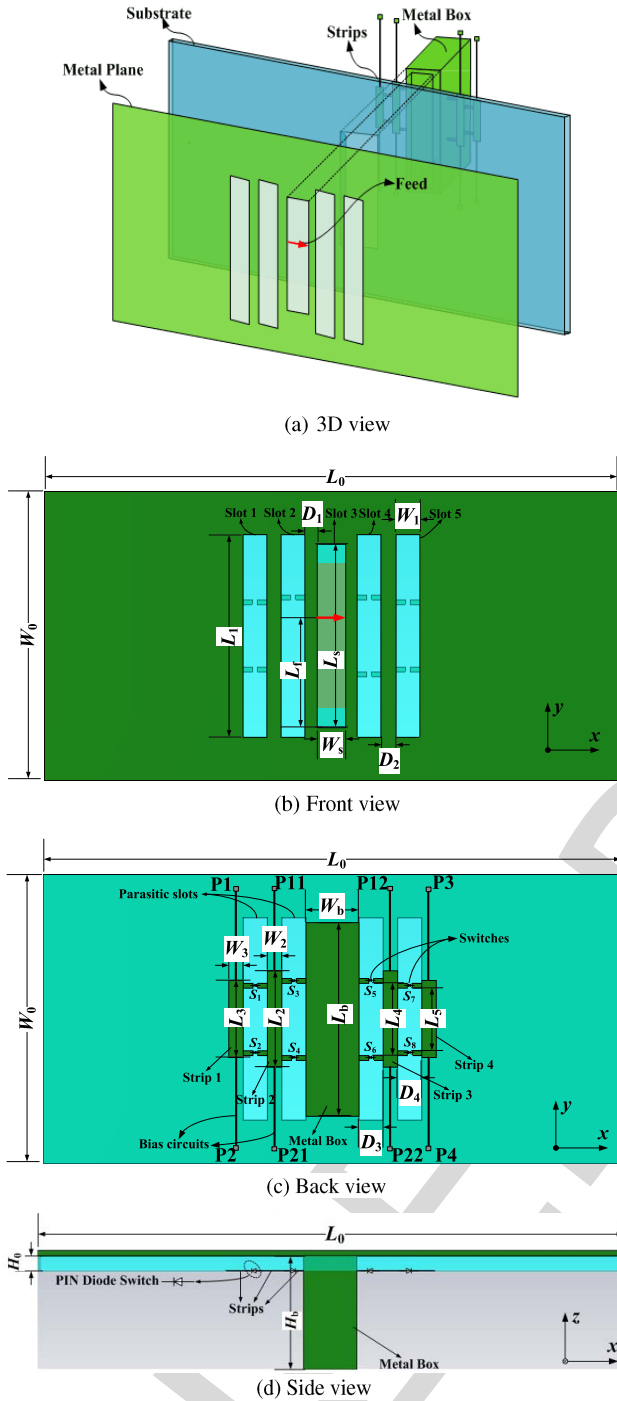 Substrate
Metal Box
Strips
Metal Plane
Feed
(a) 3D view
L0
Slot 1
Slot 2
D1
Slot 3
Slot 4
W1
Slot 5
W0
L1
Lf
Ls
Ws
D2
y
x
(b) Front view
L0
P1
P11
P12
P3
Parasitic slots
Wb
W3
W2
Switches
S1
S3
S5
S7
W0
L3
L2
Lb
L4
L5
S2
S4
S6
S8
Strip 1
Strip 2
D4
Strip 4
Strip 3
Bias circuits
Metal Box
D3
y
x
P2
P21
P22
P4
(c) Back view
L0
H0
PIN Diode Switch
Strips
Hb
z
Metal Box
x
(d) Side view